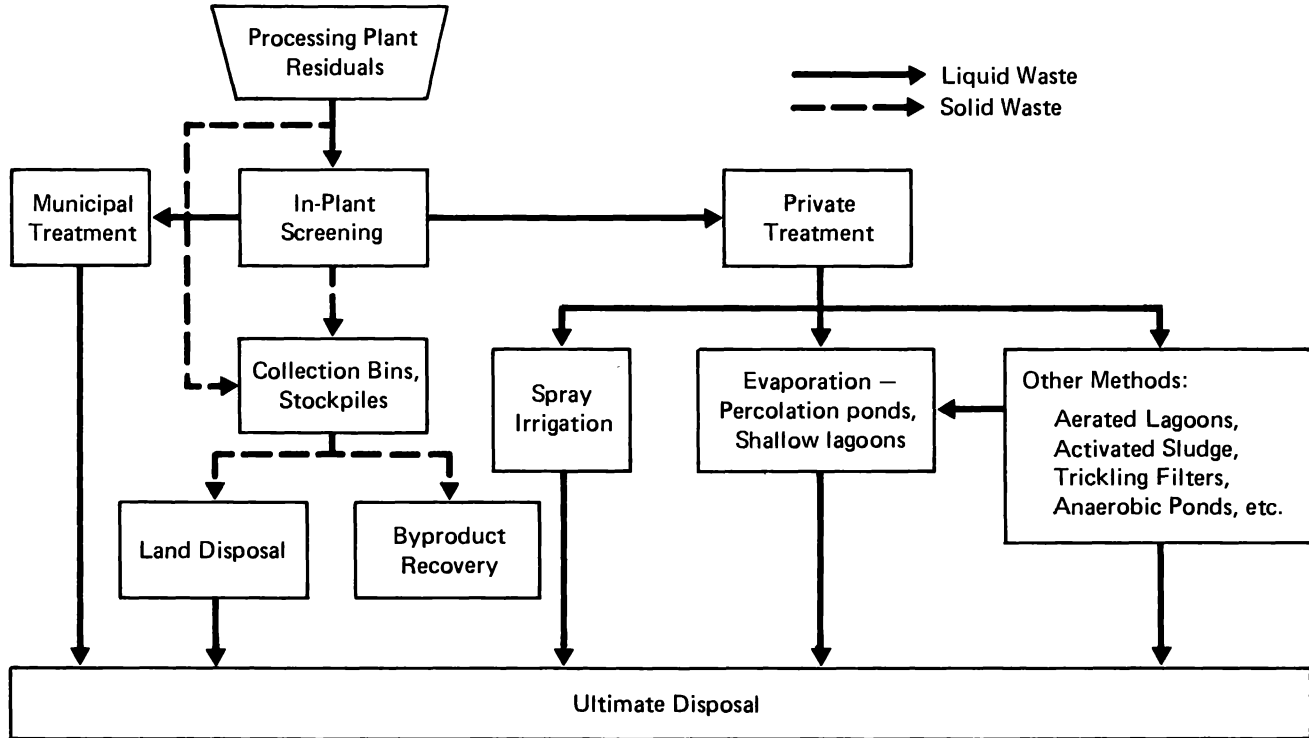 Processing Plant
Residuals
Liquid Waste
Solid Waste
Municipal
Treatment
In-Plant
Screening
Private
Treatment
Collection Bins,
Stockpiles
Spray
Irrigation
Evaporation —
Percolation ponds,
Shallow lagoons
Other Methods:
Aerated Lagoons,
Activated Sludge,
Trickling Filters,
Anaerobic Ponds, etc.
Land Disposal
Byproduct
Recovery
Ultimate Disposal